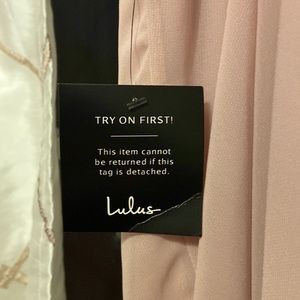 TRY ON FIRST!
This item cannot
be returned if this
tag is detached.
Lulus